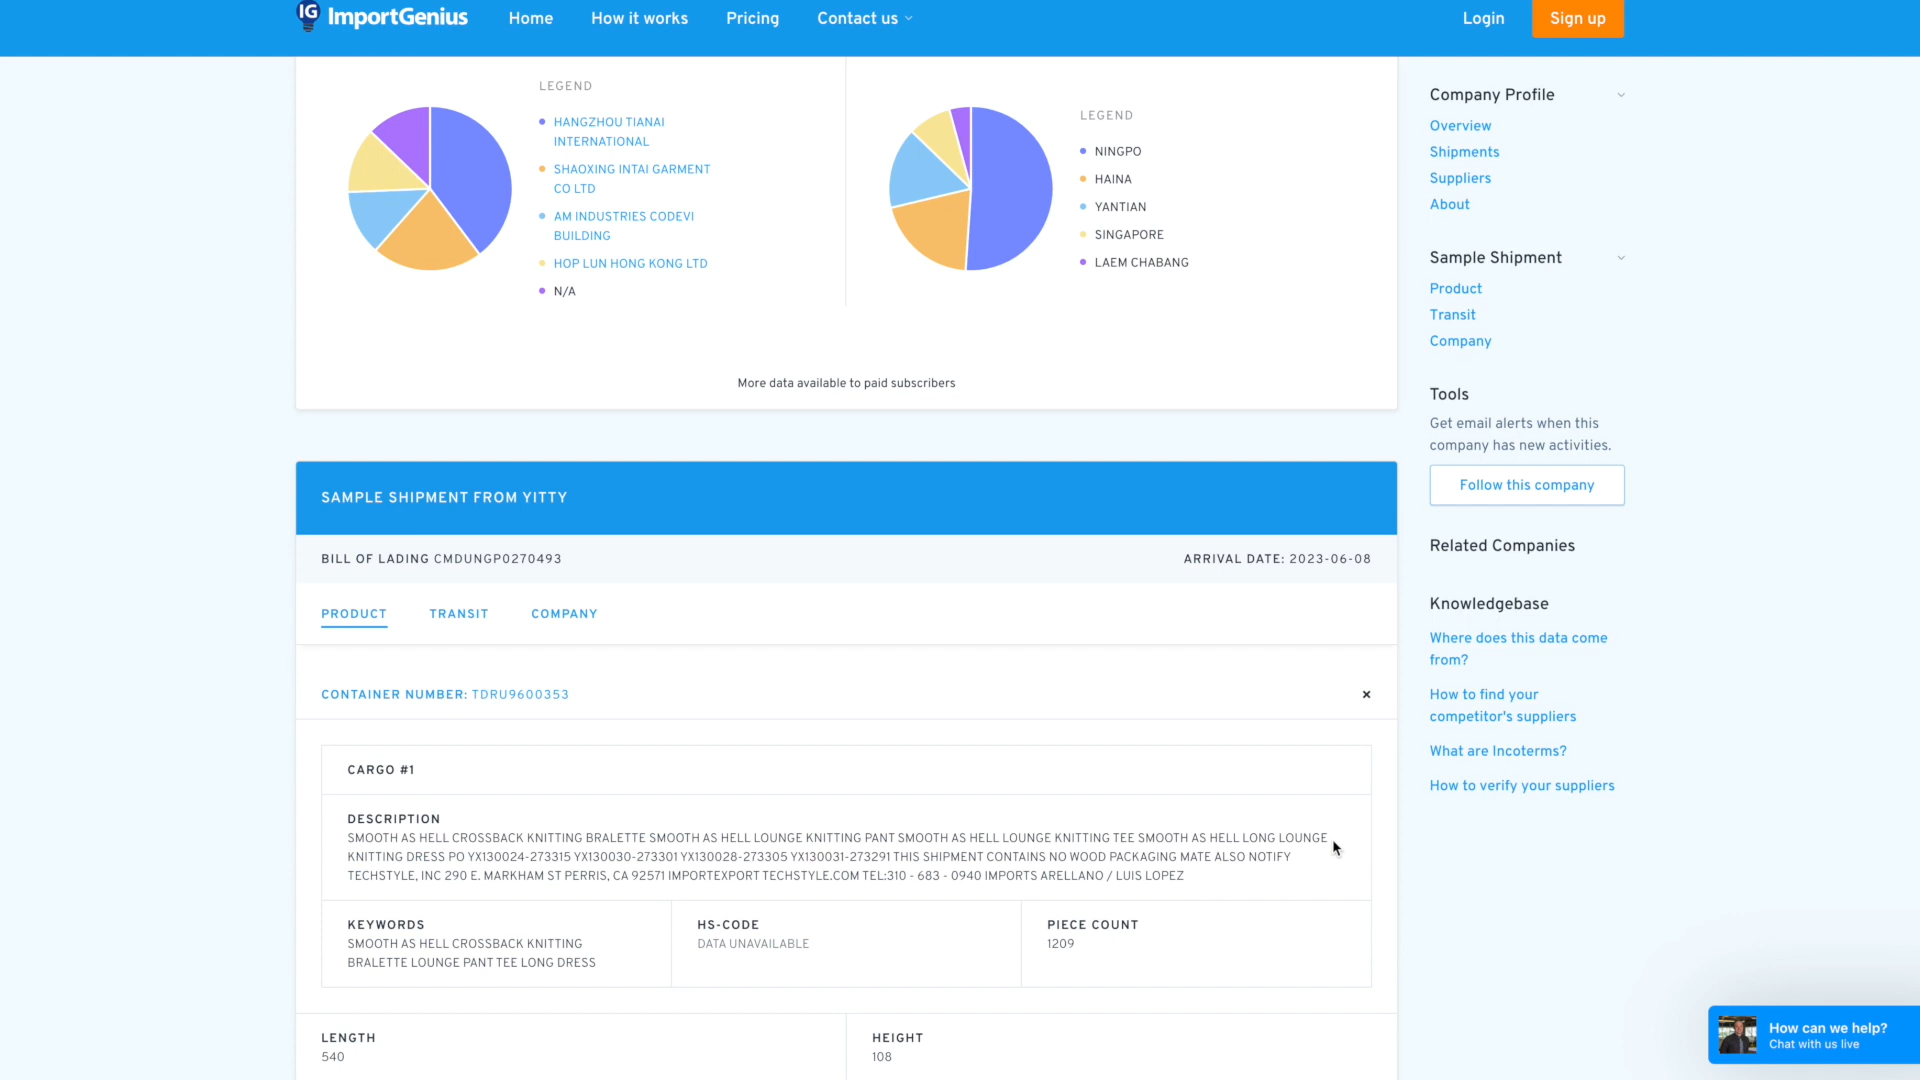 IG ImportGenius
Home
How it works
Pricing
Contact us
Login
Sign up
LEGEND
HANGZHOU TIANAI
INTERNATIONAL
SHAOXING INTAI GARMENT
CO LTD
AM INDUSTRIES CODEVI
BUILDING
HOP LUN HONG KONG LTD
N/A
LEGEND
NINGPO
HAINA
YANTIAN
SINGAPORE
LAEM CHABANG
More data available to paid subscribers
SAMPLE SHIPMENT FROM YITTY
BILL OF LADING CMDUNGP0270493
ARRIVAL DATE: 2023-06-08
PRODUCT
TRANSIT
COMPANY
CONTAINER NUMBER: TDRU9600353
CARGO #1
DESCRIPTION
SMOOTH AS HELL CROSSBACK KNITTING BRALETTE SMOOTH AS HELL LOUNGE KNITTING PANT SMOOTH AS HELL LOUNGE KNITTING TEE SMOOTH AS HELL LONG LOUNGE
KNITTING DRESS PO YX130024-273315 YX130030-273301 YX130028-273305 YX130031-273291 THIS SHIPMENT CONTAINS NO WOOD PACKAGING MATE ALSO NOTIFY
TECHSTYLE, INC 290 E. MARKHAM ST PERRIS, CA 92571 IMPORTEXPORT TECHSTYLE.COM TEL:310 - 683 - 0940 IMPORTS ARELLANO / LUIS LOPEZ
KEYWORDS
SMOOTH AS HELL CROSSBACK KNITTING
BRALETTE LOUNGE PANT TEE LONG DRESS
HS-CODE
DATA UNAVAILABLE
PIECE COUNT
1209
LENGTH
540
HEIGHT
108
Company Profile
Overview
Shipments
Suppliers
About
Sample Shipment
Product
Transit
Company
Tools
Get email alerts when this
company has new activities.
Follow this company
Related Companies
Knowledgebase
Where does this data come
from?
How to find your
competitor's suppliers
What are Incoterms?
How to verify your suppliers
How can we help?
Chat with us live